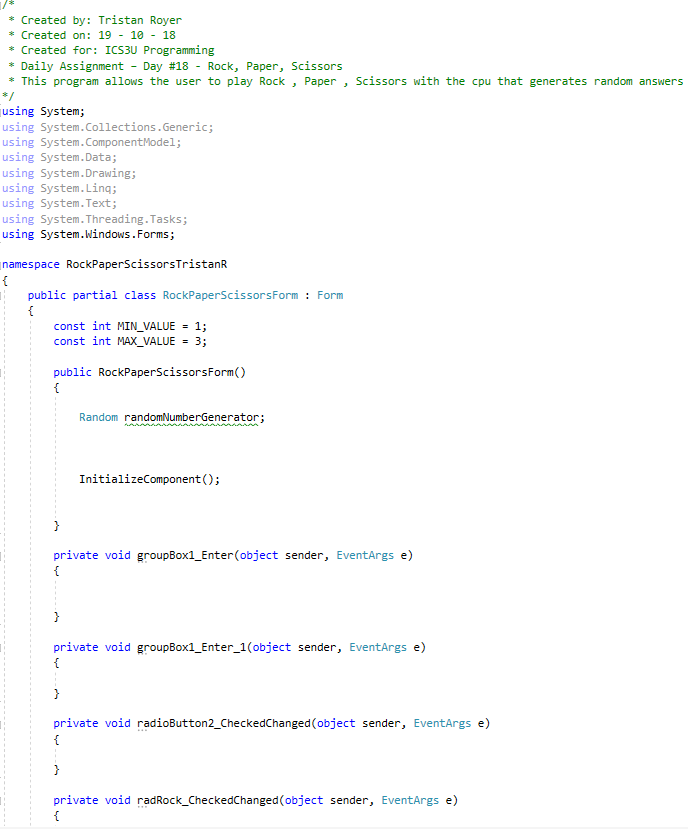 /*
 * Created by: Tristan Royer
 * Created on: 19 - 10 - 18
 * Created for: ICS3U Programming
 * Daily Assignment – Day #18 - Rock, Paper, Scissors
 * This program allows the user to play Rock , Paper , Scissors with the cpu that generates random answers
*/
using System;
using System.Collections.Generic;
using System.ComponentModel;
using System.Data;
using System.Drawing;
using System.Linq;
using System.Text;
using System.Threading.Tasks;
using System.Windows.Forms;

namespace RockPaperScissorsTristanR
{
    public partial class RockPaperScissorsForm : Form
    {
        const int MIN_VALUE = 1;
        const int MAX_VALUE = 3;

        public RockPaperScissorsForm()
        {

            Random randomNumberGenerator;

            InitializeComponent();

        }

        private void groupBox1_Enter(object sender, EventArgs e)
        {

        }

        private void groupBox1_Enter_1(object sender, EventArgs e)
        {

        }

        private void radioButton2_CheckedChanged(object sender, EventArgs e)
        {

        }

        private void radRock_CheckedChanged(object sender, EventArgs e)
        {